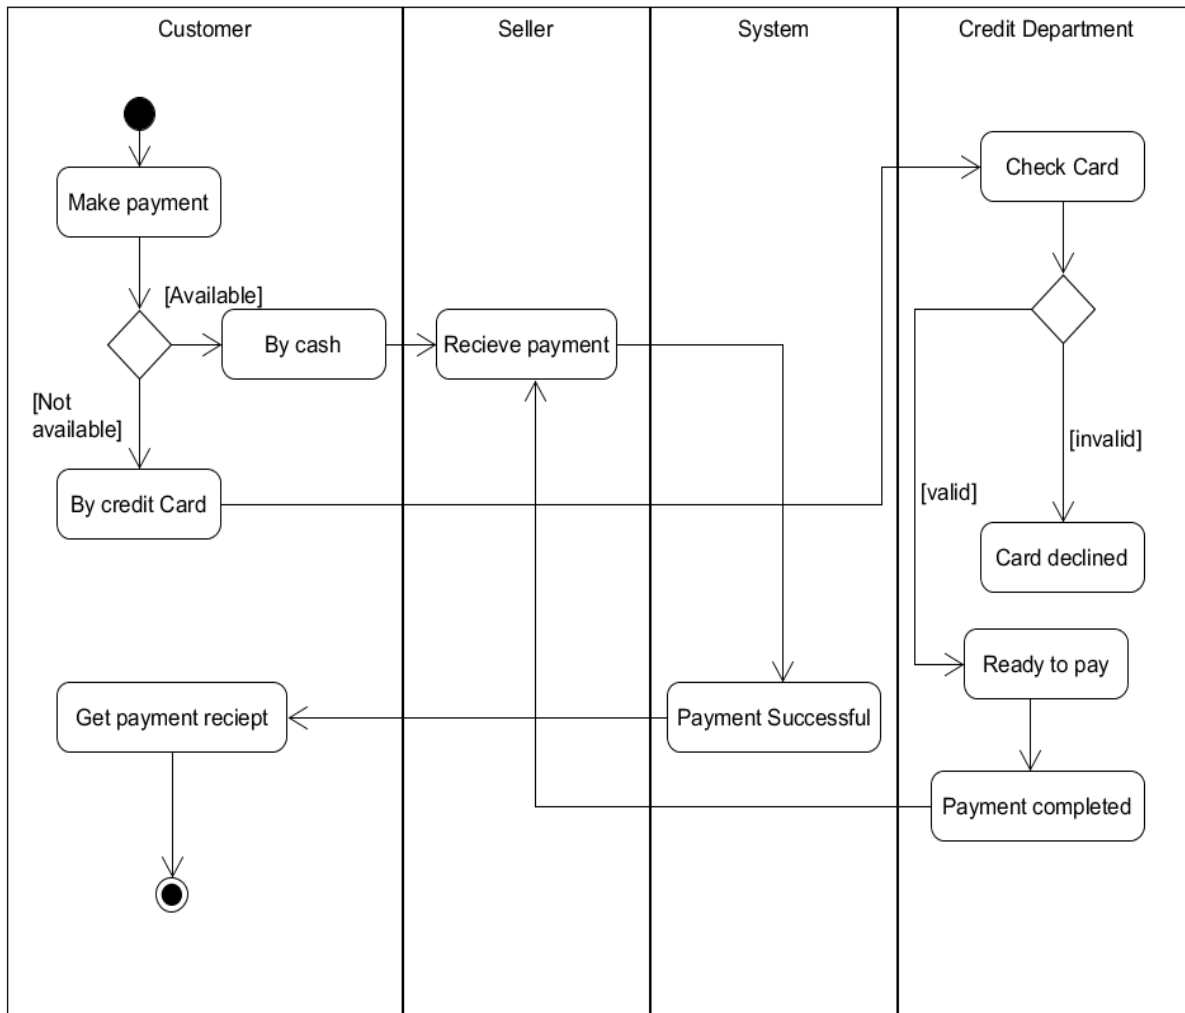 Customer
Seller
System
Credit Department
Make payment
Check Card
[Available]
By cash
Recieve payment
[Not
available]
[invalid]
[valid]
By credit Card
Card declined
Ready to pay
Get payment reciept
Payment Successful
Payment completed